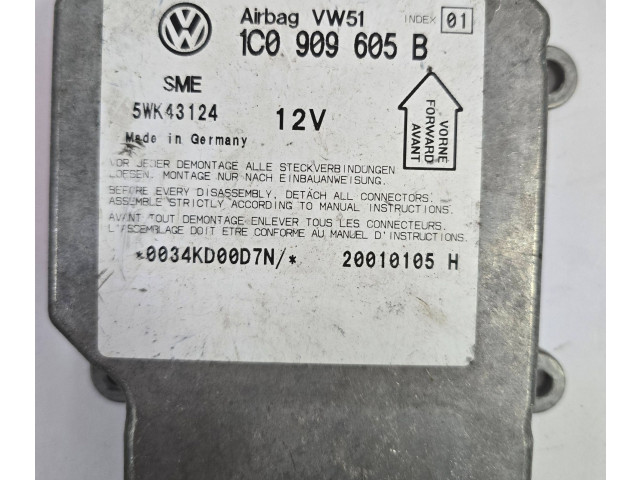 Airbag VW51 INDEX 01
1C0 909 605 B
SME
5WK43124 12V
Made in Germany
VORNE
FORWARD
AVANT
VOR JEDER DEMONTAGE ALLE STECKVERBINDUNGEN
LOESEN. MONTAGE NUR NACH EINBAUANWEISUNG.
BEFORE EVERY DISASSEMBLY, DETACH ALL CONNECTORS.
ASSEMBLE STRICTLY ACCORDING TO MANUAL INSTRUCTIONS.
AVANT TOUT DEMONTAGE ENLEVER TOUS LES CONNECTEURS.
L'ASSEMBLAGE DOIT ETRE CONFORME AU MANUEL D'INSTRUCTIONS.
*0034KD00D7N/* 20010105 H